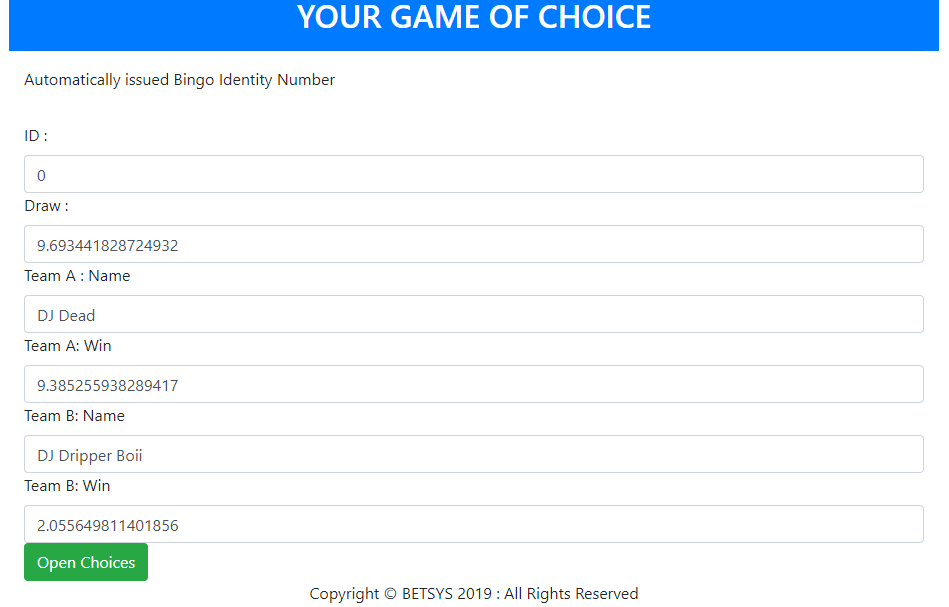 YOUR GAME OF CHOICE
Automatically issued Bingo Identity Number
ID :
0
Draw :
9.693441828724932
Team A : Name
DJ Dead
Team A: Win
9.385255938289417
Team B: Name
DJ Dripper Boii
Team B: Win
2.055649811401856
Open Choices
Copyright © BETSYS 2019 : All Rights Reserved